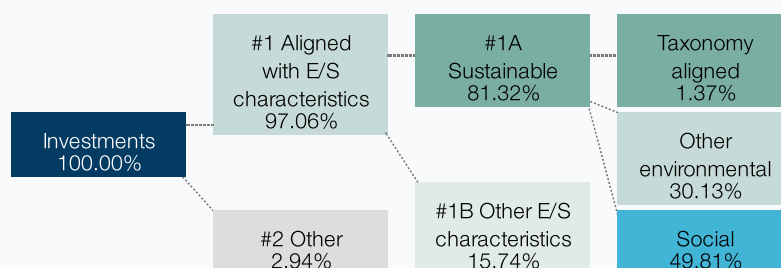 Investments
100.00%
#1 Aligned
with E/S
characteristics
97.06%
#2 Other
2.94%
#1A
Sustainable
81.32%
#1B Other E/S
characteristics
15.74%
Taxonomy
aligned
1.37%
Other
environmental
30.13%
Social
49.81%